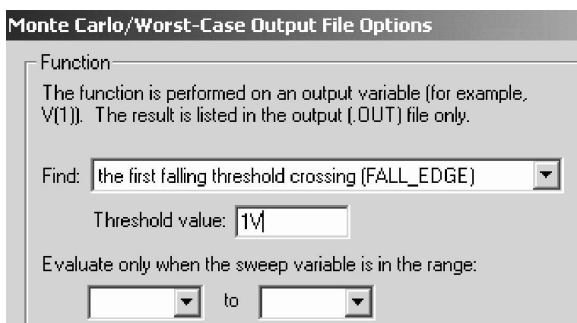 Monte Carlo/Worst-Case Output File Options
Function
The function is performed on an output variable (for example,
V(1)). The result is listed in the output (.OUT) file only.
Find: the first falling threshold crossing (FALL_EDGE)
Threshold value: 1V
Evaluate only when the sweep variable is in the range:
to